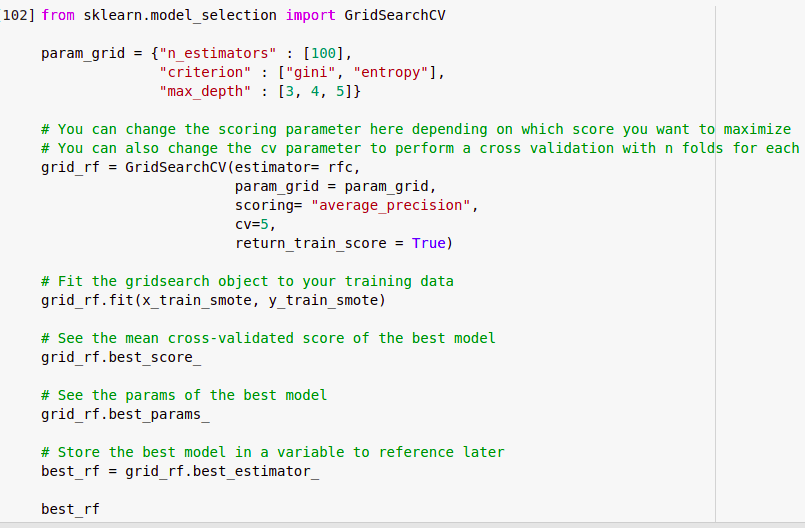 [102] from sklearn.model_selection import GridSearchCV
param_grid = {"n_estimators" : [100],
"criterion" : ["gini", "entropy"],
"max_depth" : [3, 4, 5]}
# You can change the scoring parameter here depending on which score you want to maximize
# You can also change the cv parameter to perform a cross validation with n folds for each
grid_rf = GridSearchCV(estimator= rfc,
param_grid = param_grid,
scoring= "average_precision",
cv=5,
return_train_score = True)
# Fit the gridsearch object to your training data
grid_rf.fit(x_train_smote, y_train_smote)
# See the mean cross-validated score of the best model
grid_rf.best_score_
# See the params of the best model
grid_rf.best_params_
# Store the best model in a variable to reference later
best_rf = grid_rf.best_estimator_
best_rf